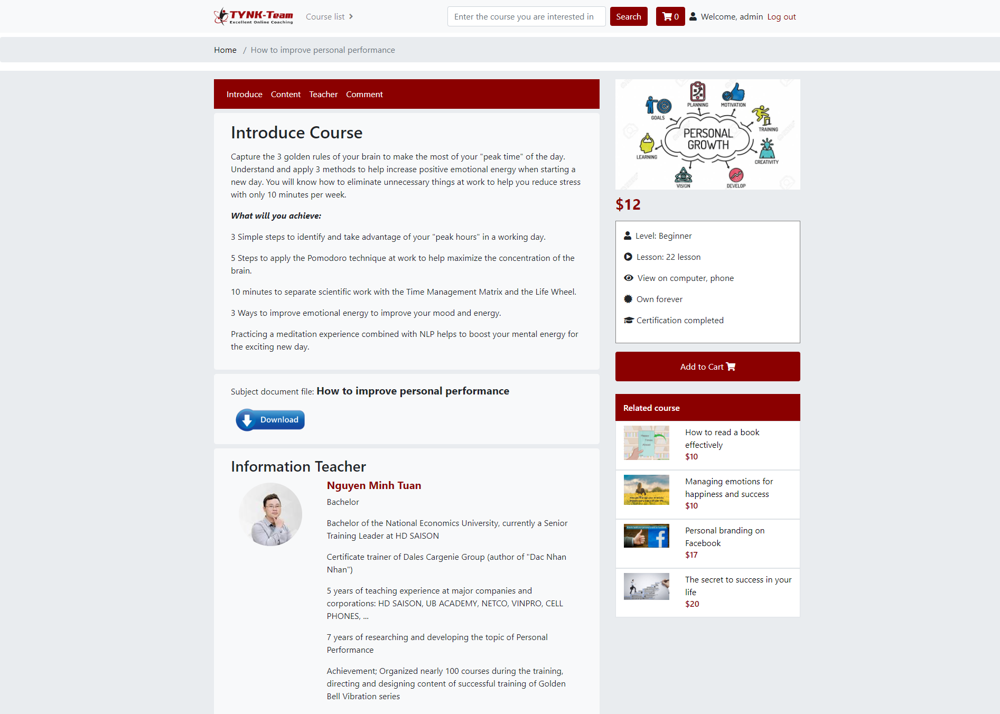 TYNK-Team
Excellent Online Coaching
Course list
Enter the course you are interested in
Search
0
Welcome, admin
Log out
Home / How to improve personal performance
Introduce Content Teacher Comment
Introduce Course
Capture the 3 golden rules of your brain to make the most of your "peak time" of the day.
Understand and apply 3 methods to help increase positive emotional energy when starting a
new day. You will know how to eliminate unnecessary things at work to help you reduce stress
with only 10 minutes per week.
What will you achieve:
3 Simple steps to identify and take advantage of your "peak hours" in a working day.
5 Steps to apply the Pomodoro technique at work to help maximize the concentration of the
brain.
10 minutes to separate scientific work with the Time Management Matrix and the Life Wheel.
3 Ways to improve emotional energy to improve your mood and energy.
Practicing a meditation experience combined with NLP helps to boost your mental energy for
the exciting new day.
Subject document file: How to improve personal performance
Download
Information Teacher
Nguyen Minh Tuan
Bachelor
Bachelor of the National Economics University, currently a Senior
Training Leader at HD SAISON
Certificate trainer of Dales Cargenie Group (author of "Dac Nhan
Nhan")
5 years of teaching experience at major companies and
corporations: HD SAISON, UB ACADEMY, NETCO, VINPRO, CELL
PHONES, ...
7 years of researching and developing the topic of Personal
Performance
Achievement; Organized nearly 100 courses during the training,
directing and designing content of successful training of Golden
Bell Vibration series
PLANNING
MOTIVATION
GOALS
TRAINING
PERSONAL
GROWTH
LEARNING
CREATIVITY
VISION
DEVELOP
$12
Level: Beginner
Lesson: 22 lesson
View on computer, phone
Own forever
Certification completed
Add to Cart
Related course
Happy
Times
Ahead
How to read a book
effectively
$10
Managing emotions for
happiness and success
$10
Personal branding on
Facebook
$17
The secret to success in your
life
$20